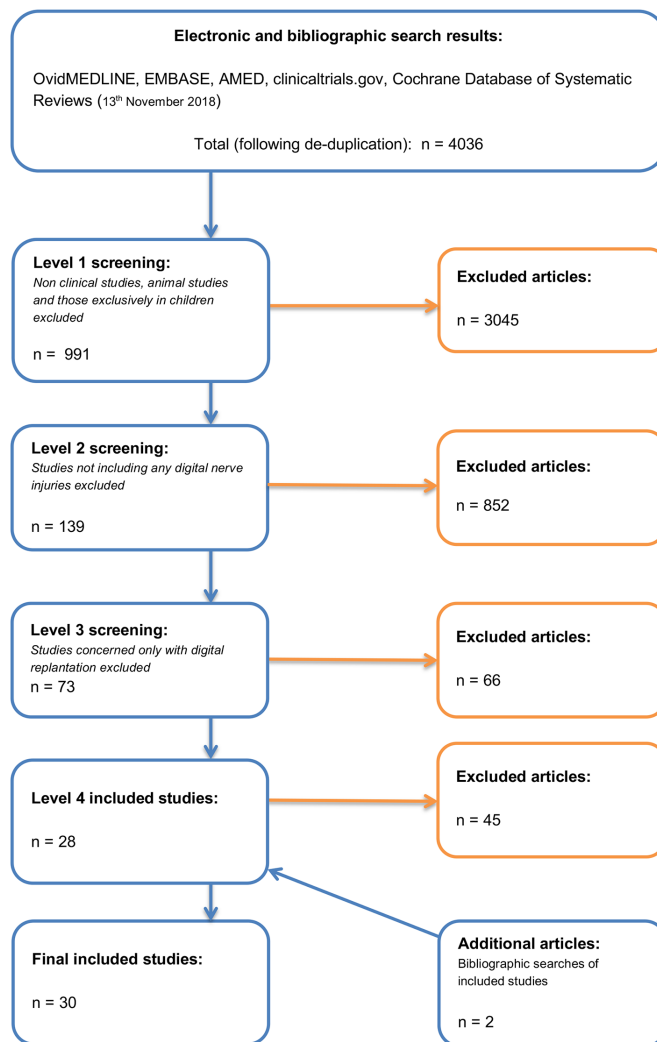 Electronic and bibliographic search results:
OvidMEDLINE, EMBASE, AMED, clinicaltrials.gov, Cochrane Database of Systematic
Reviews (13th November 2018)
Total (following de-duplication): n = 4036
Level 1 screening:
Non clinical studies, animal studies
and those exclusively in children
excluded
n = 991
Excluded articles:
n = 3045
Level 2 screening:
Studies not including any digital nerve
injuries excluded
n = 139
Excluded articles:
n = 852
Level 3 screening:
Studies concerned only with digital
replantation excluded
n = 73
Excluded articles:
n = 66
Level 4 included studies:
n = 28
Excluded articles:
n = 45
Final included studies:
n = 30
Additional articles:
Bibliographic searches of
included studies
n = 2